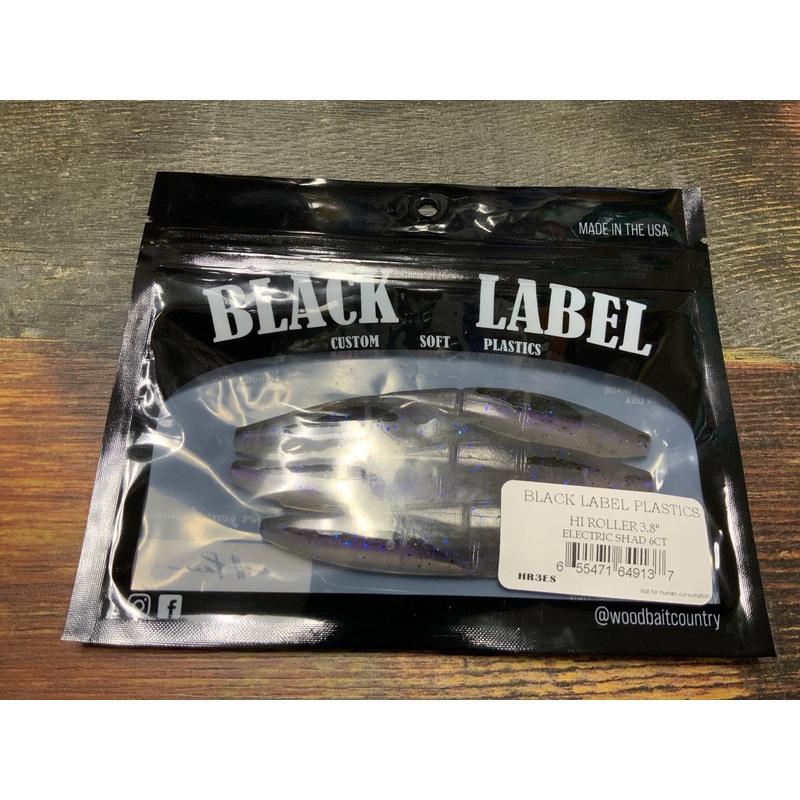 MADE IN THE USA
BLACK LABEL
CUSTOM SOFT PLASTICS
BLACK LABEL PLASTICS
HI ROLLER 3.8"
ELECTRIC SHAD 6CT
6 55471 64913 7
HR3ES
Not for human consumption
@woodbaitcountry